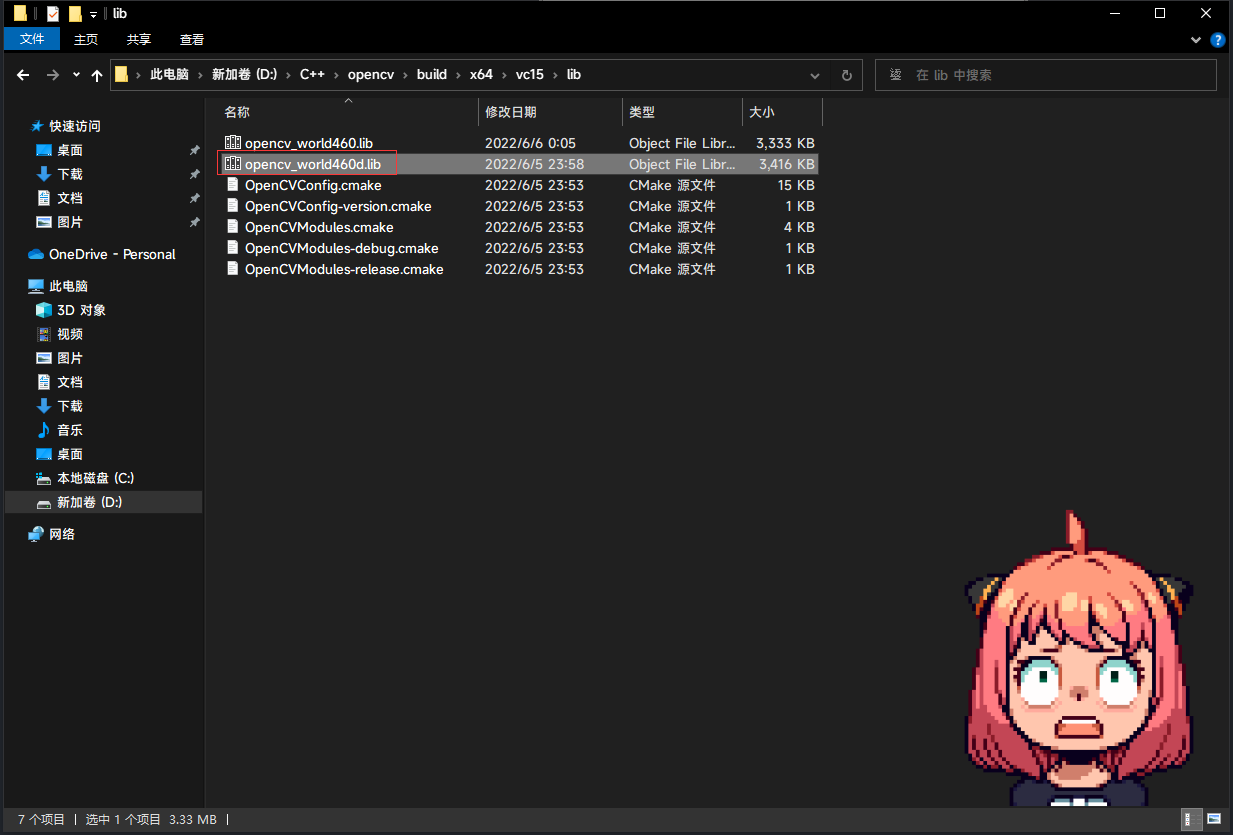 lib
文件 主页 共享 查看
此电脑 › 新加卷 (D:) › C++ › opencv › build › x64 › vc15 › lib
在 lib 中搜索
名称 修改日期 类型 大小
opencv_world460.lib 2022/6/6 0:05 Object File Libr... 3,333 KB
opencv_world460d.lib 2022/6/5 23:58 Object File Libr... 3,416 KB
OpenCVConfig.cmake 2022/6/5 23:53 CMake 源文件 15 KB
OpenCVConfig-version.cmake 2022/6/5 23:53 CMake 源文件 1 KB
OpenCVModules.cmake 2022/6/5 23:53 CMake 源文件 4 KB
OpenCVModules-debug.cmake 2022/6/5 23:53 CMake 源文件 1 KB
OpenCVModules-release.cmake 2022/6/5 23:53 CMake 源文件 1 KB
快速访问
桌面
下载
文档
图片
OneDrive - Personal
此电脑
3D 对象
视频
图片
文档
下载
音乐
桌面
本地磁盘 (C:)
新加卷 (D:)
网络
7 个项目 选中 1 个项目 3.33 MB